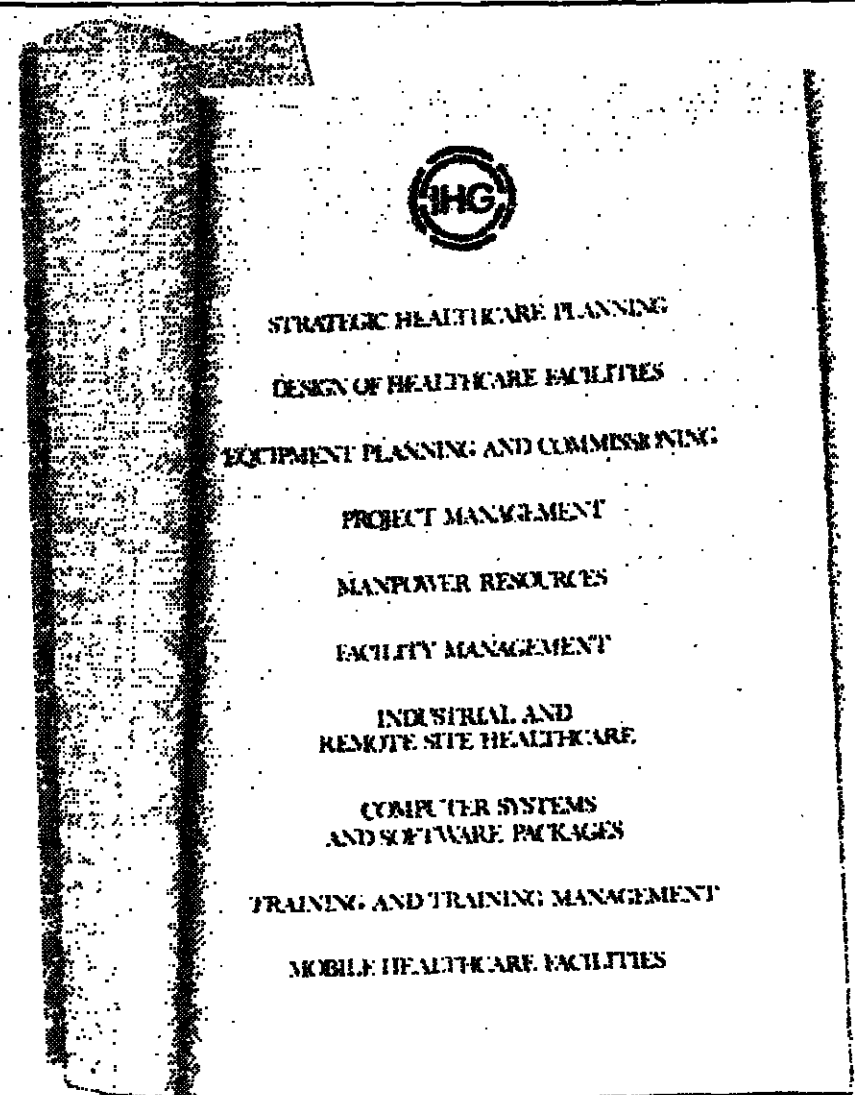 IHG
STRATEGIC HEALTHCARE PLANNING
DESIGN OF HEALTHCARE FACILITIES
EQUIPMENT PLANNING AND COMMISSIONING
PROJECT MANAGEMENT
MANPOWER RESOURCES
FACILITY MANAGEMENT
INDUSTRIAL AND
REMOTE SITE HEALTHCARE
COMPUTER SYSTEMS
AND SOFTWARE PACKAGES
TRAINING AND TRAINING MANAGEMENT
MOBILE HEALTHCARE FACILITIES